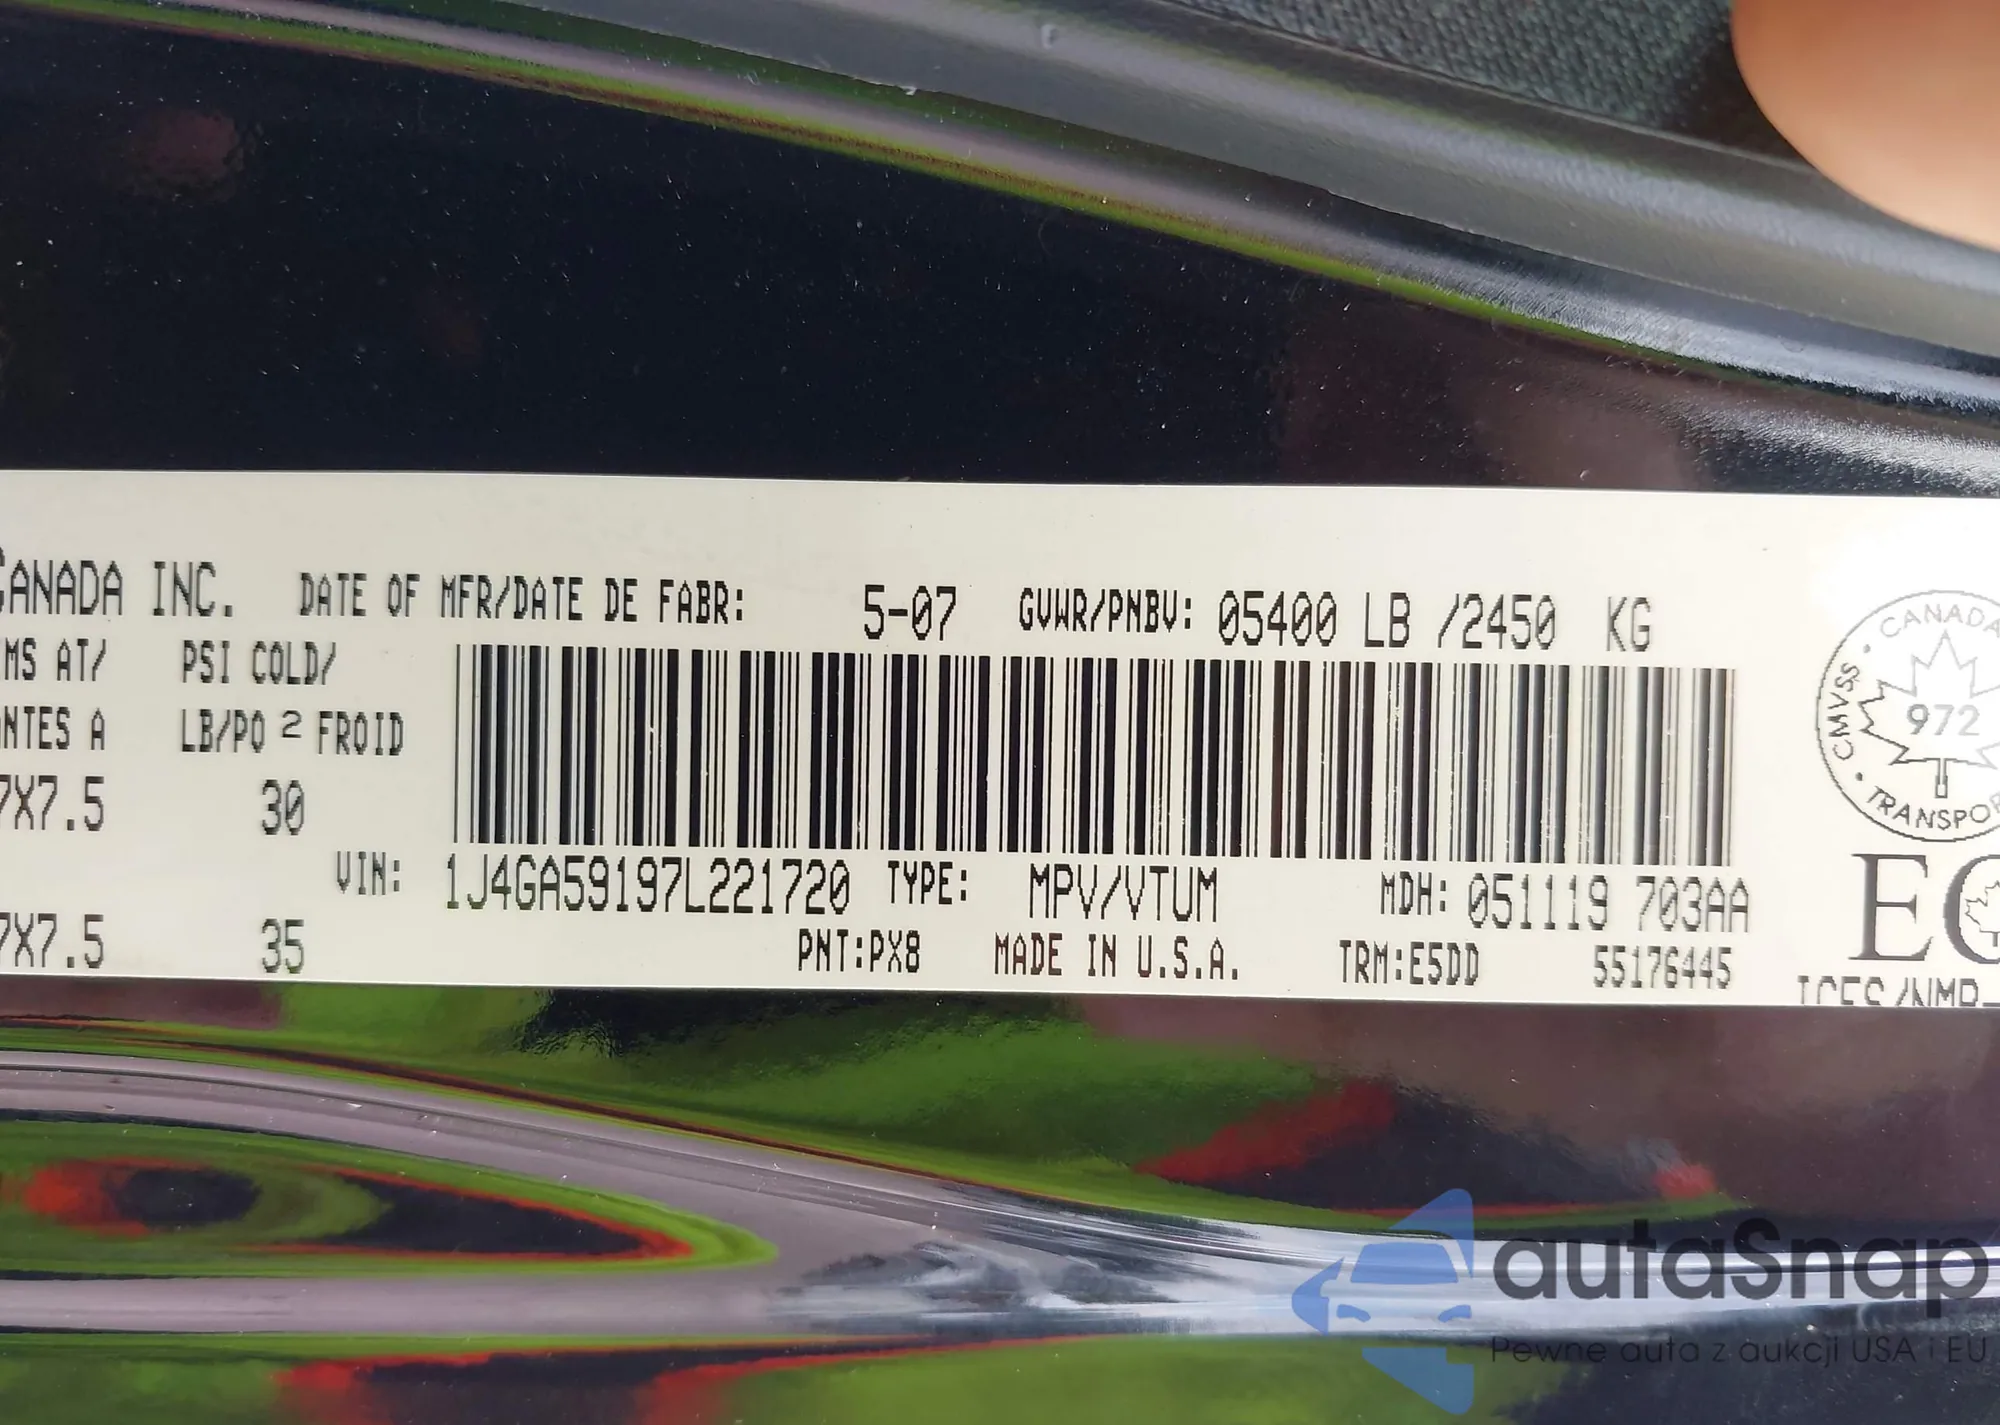 CANADA INC. DATE OF MFR/DATE DE FABR: 5-07 GVWR/PNBV: 05400 LB /2450 KG
MS AT/ PSI COLD/
NTES A LB/PO 2 FROID
7X7.5 30
VIN: 1J4GA59197L221720 TYPE: MPV/VTUM MDH: 051119 703AA
7X7.5 35 PNT:PX8 MADE IN U.S.A. TRM:E5DD 55176445
CANADA
CMVSS
972
TRANSPO
EC
autaSnap
Pewne auta z aukcji USA i EU